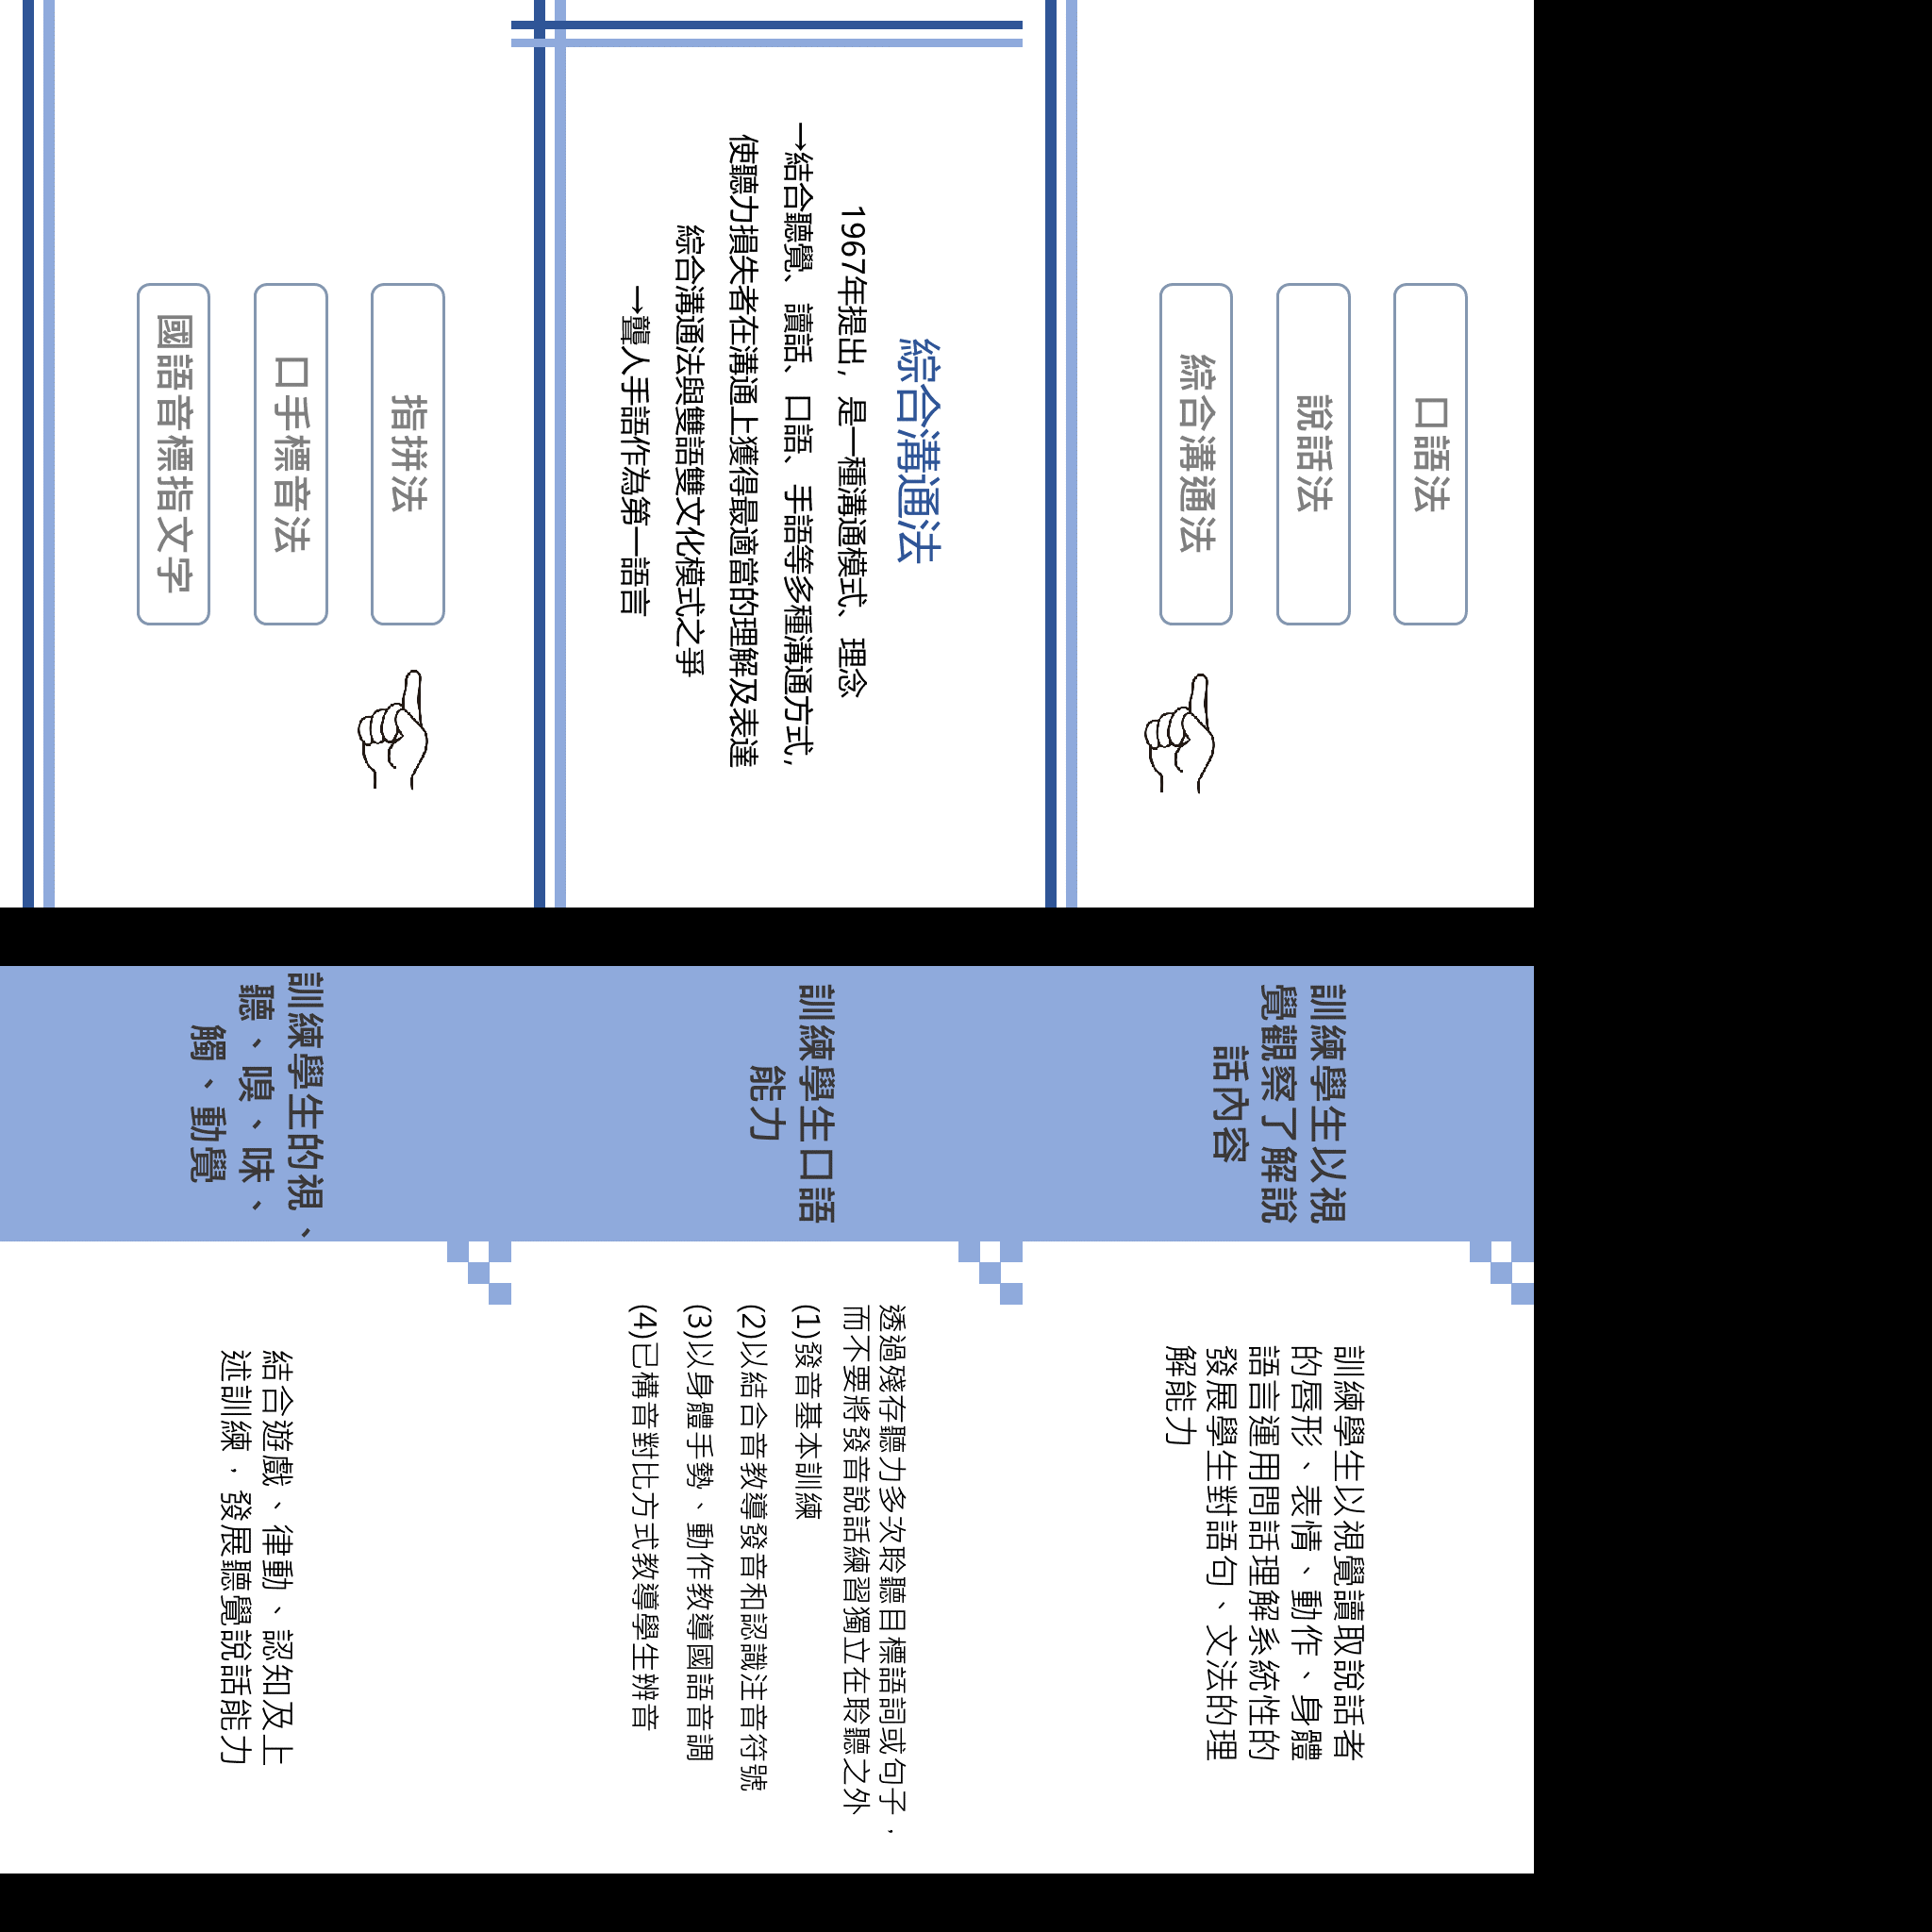 口語法
說話法
綜合溝通法
訓練學生以視
覺觀察了解說
話內容
訓練學生以視覺讀取說話者
的唇形、表情、動作、身體
語言運用問話理解系統性的
發展學生對語句、文法的理
解能力
綜合溝通法
1967年提出，是一種溝通模式、理念
→結合聽覺、讀話、口語、手語等多種溝通方式，
使聽力損失者在溝通上獲得最適當的理解及表達
綜合溝通法與雙語雙文化模式之爭
→聾人手語作為第一語言
訓練學生口語
能力
透過殘存聽力多次聆聽目標語詞或句子，
而不要將發音說話練習獨立在聆聽之外
(1)發音基本訓練
(2)以結合音教導發音和認識注音符號
(3)以身體手勢、動作教導國語音調
(4)已構音對比方式教導學生辨音
指拼法
口手標音法
國語音標指文字
訓練學生的視、
聽、嗅、味、
觸、動覺
結合遊戲、律動、認知及上
述訓練，發展聽覺說話能力